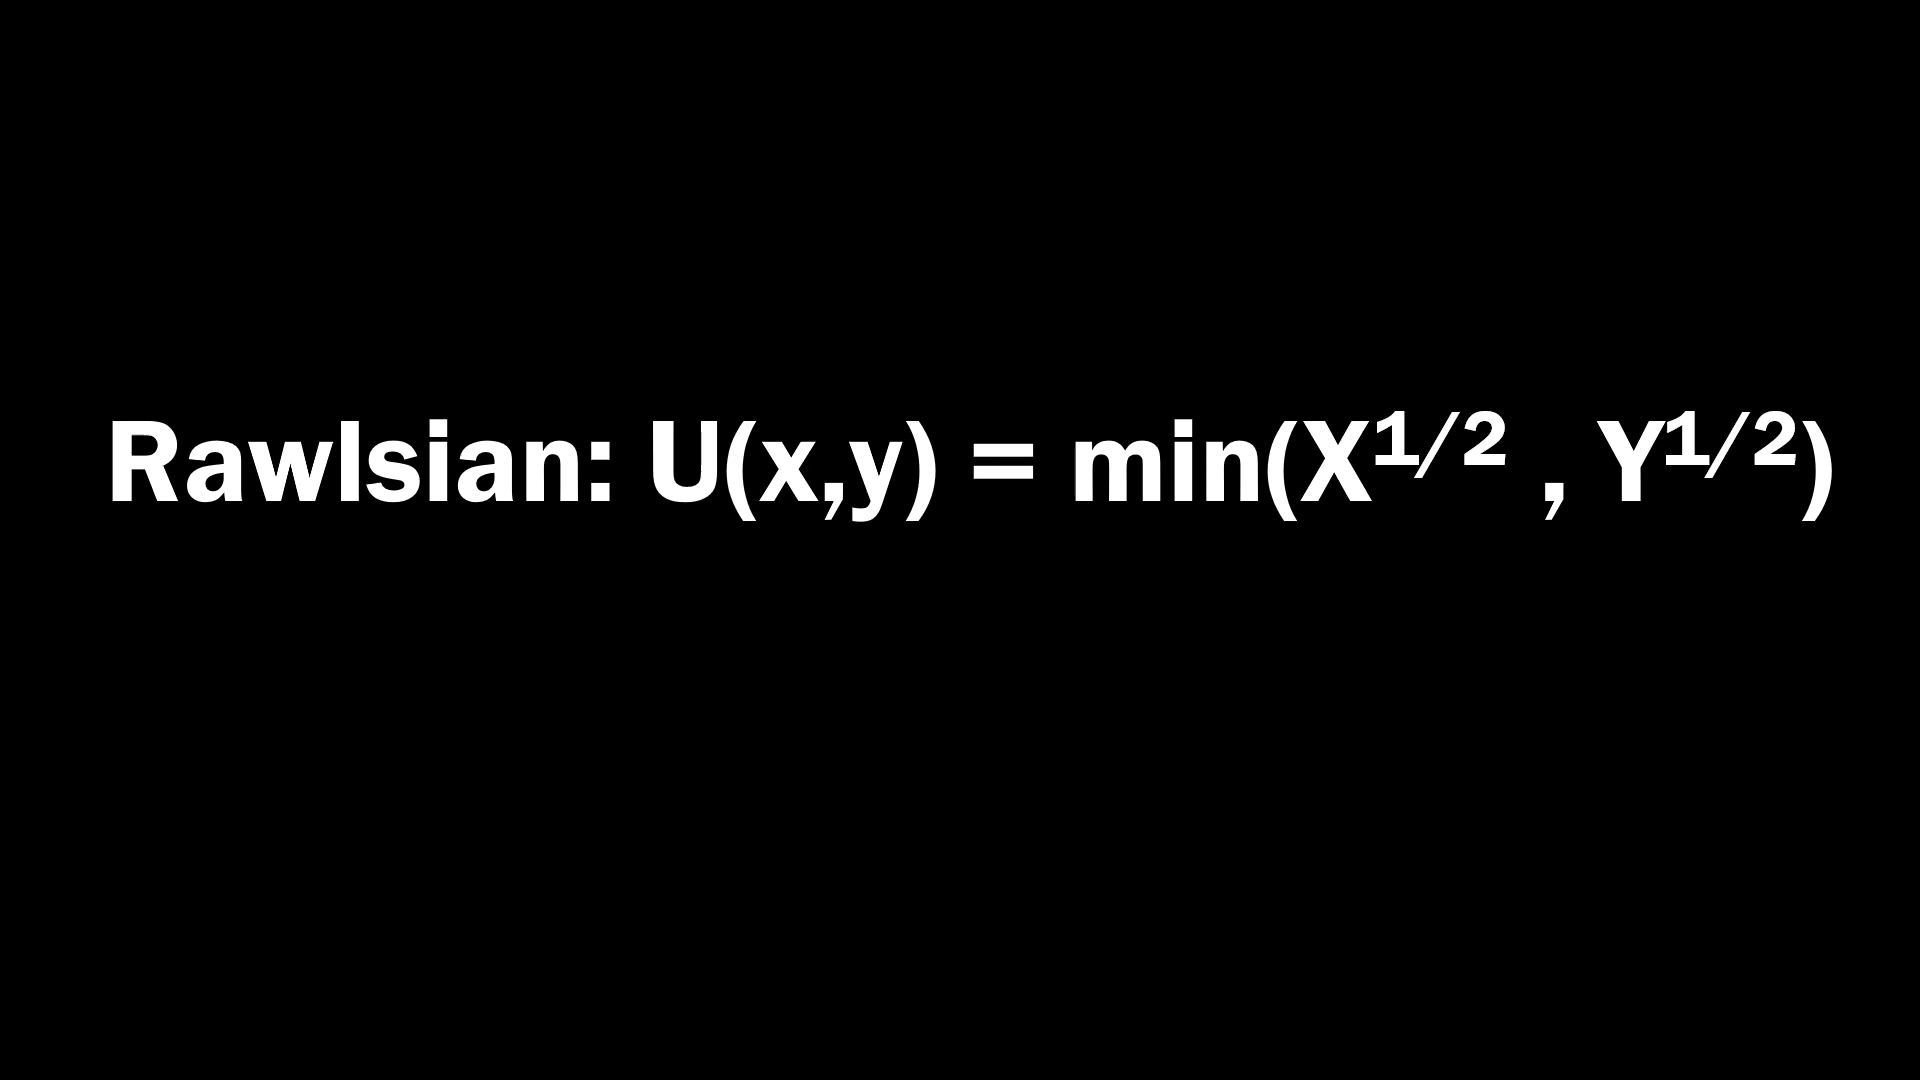 Rawlsian: U(x,y) = min(X¹⁄² , Y¹⁄²)